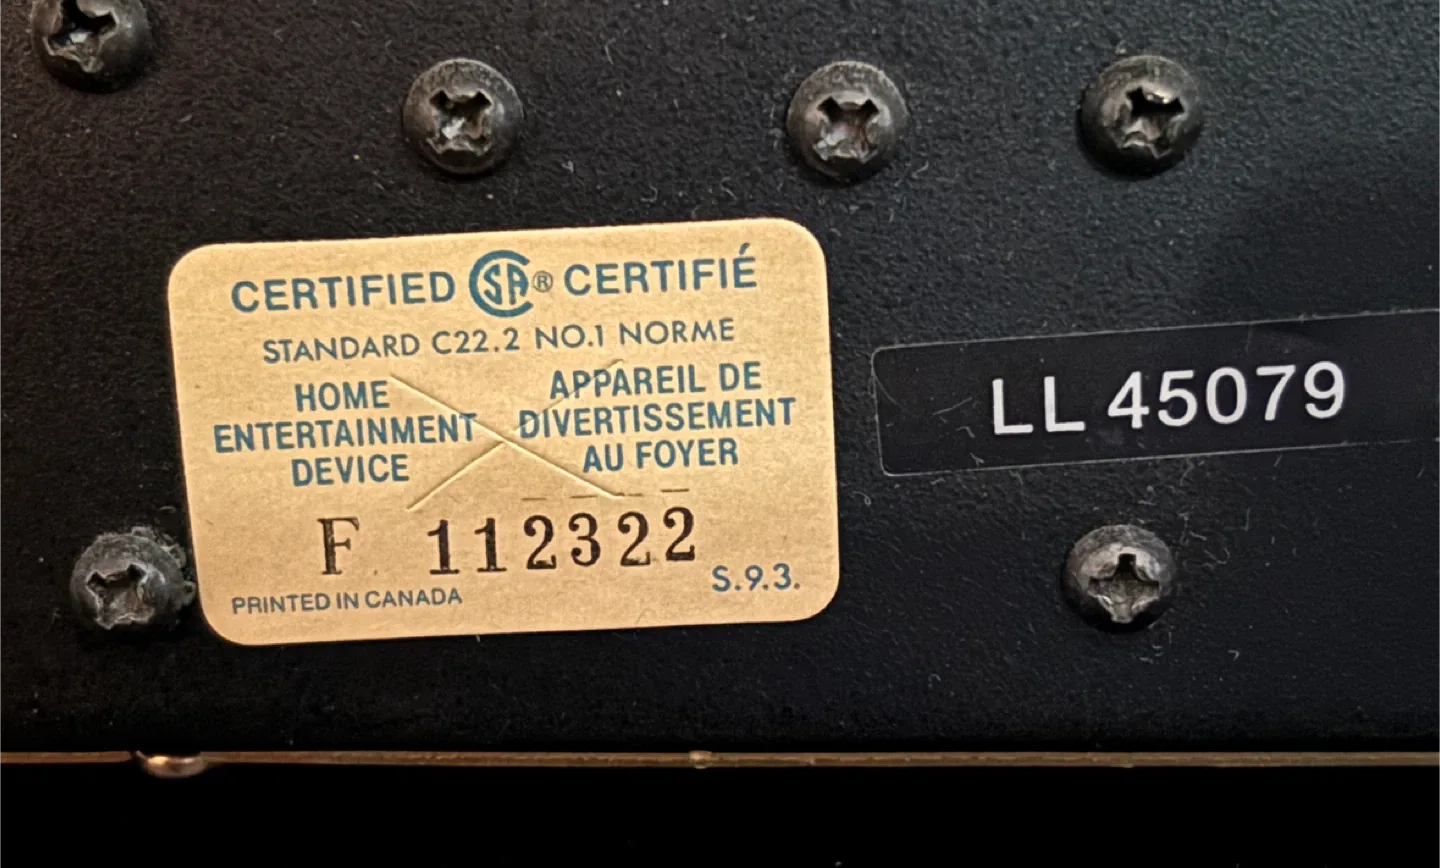 CERTIFIED CSA® CERTIFIÉ
STANDARD C22.2 NO.1 NORME
HOME
ENTERTAINMENT
DEVICE
APPAREIL DE
DIVERTISSEMENT
AU FOYER
F 112322
S.9.3.
PRINTED IN CANADA
LL 45079